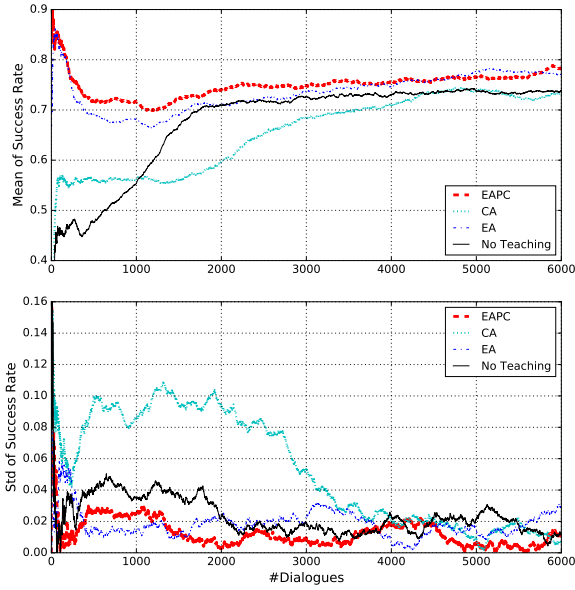 0.9
0.8
0.7
0.6
0.5
0.4
Mean of Success Rate
EAPC
CA
EA
No Teaching
0 1000 2000 3000 4000 5000 6000
0.16
0.14
0.12
0.10
0.08
0.06
0.04
0.02
0.00
Std of Success Rate
EAPC
CA
EA
No Teaching
0 1000 2000 3000 4000 5000 6000
#Dialogues